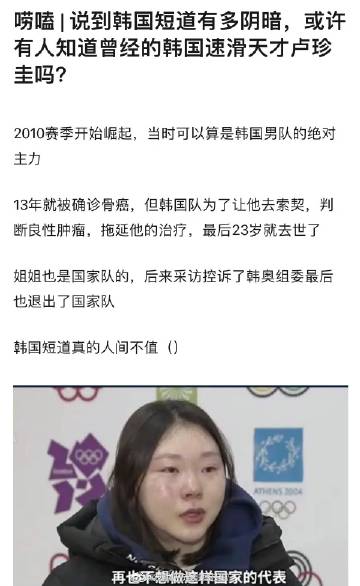 唠嗑 | 说到韩国短道有多阴暗，或许
有人知道曾经的韩国速滑天才卢珍
圭吗？
2010赛季开始崛起，当时可以算是韩国男队的绝对
主力
13年就被确诊骨癌，但韩国队为了让他去索契，判
断良性肿瘤，拖延他的治疗，最后23岁就去世了
姐姐也是国家队的，后来采访控诉了韩奥组委最后
也退出了国家队
韩国短道真的人间不值（）
ATHENS 2004
再也不想做这样国家的代表